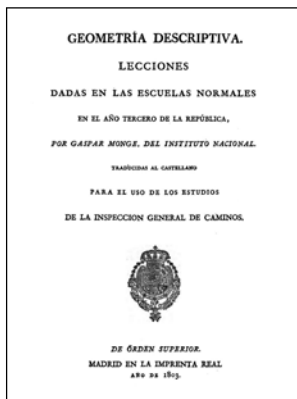 GEOMETRÍA DESCRIPTIVA.
LECCIONES
DADAS EN LAS ESCUELAS NORMALES
EN EL AÑO TERCERO DE LA REPÚBLICA,
POR GASPAR MONGE, DEL INSTITUTO NACIONAL.
TRADUCIDAS AL CASTELLANO
PARA EL USO DE LOS ESTUDIOS
DE LA INSPECCION GENERAL DE CAMINOS.
DE ÓRDEN SUPERIOR.
MADRID EN LA IMPRENTA REAL
AÑO DE 1803.